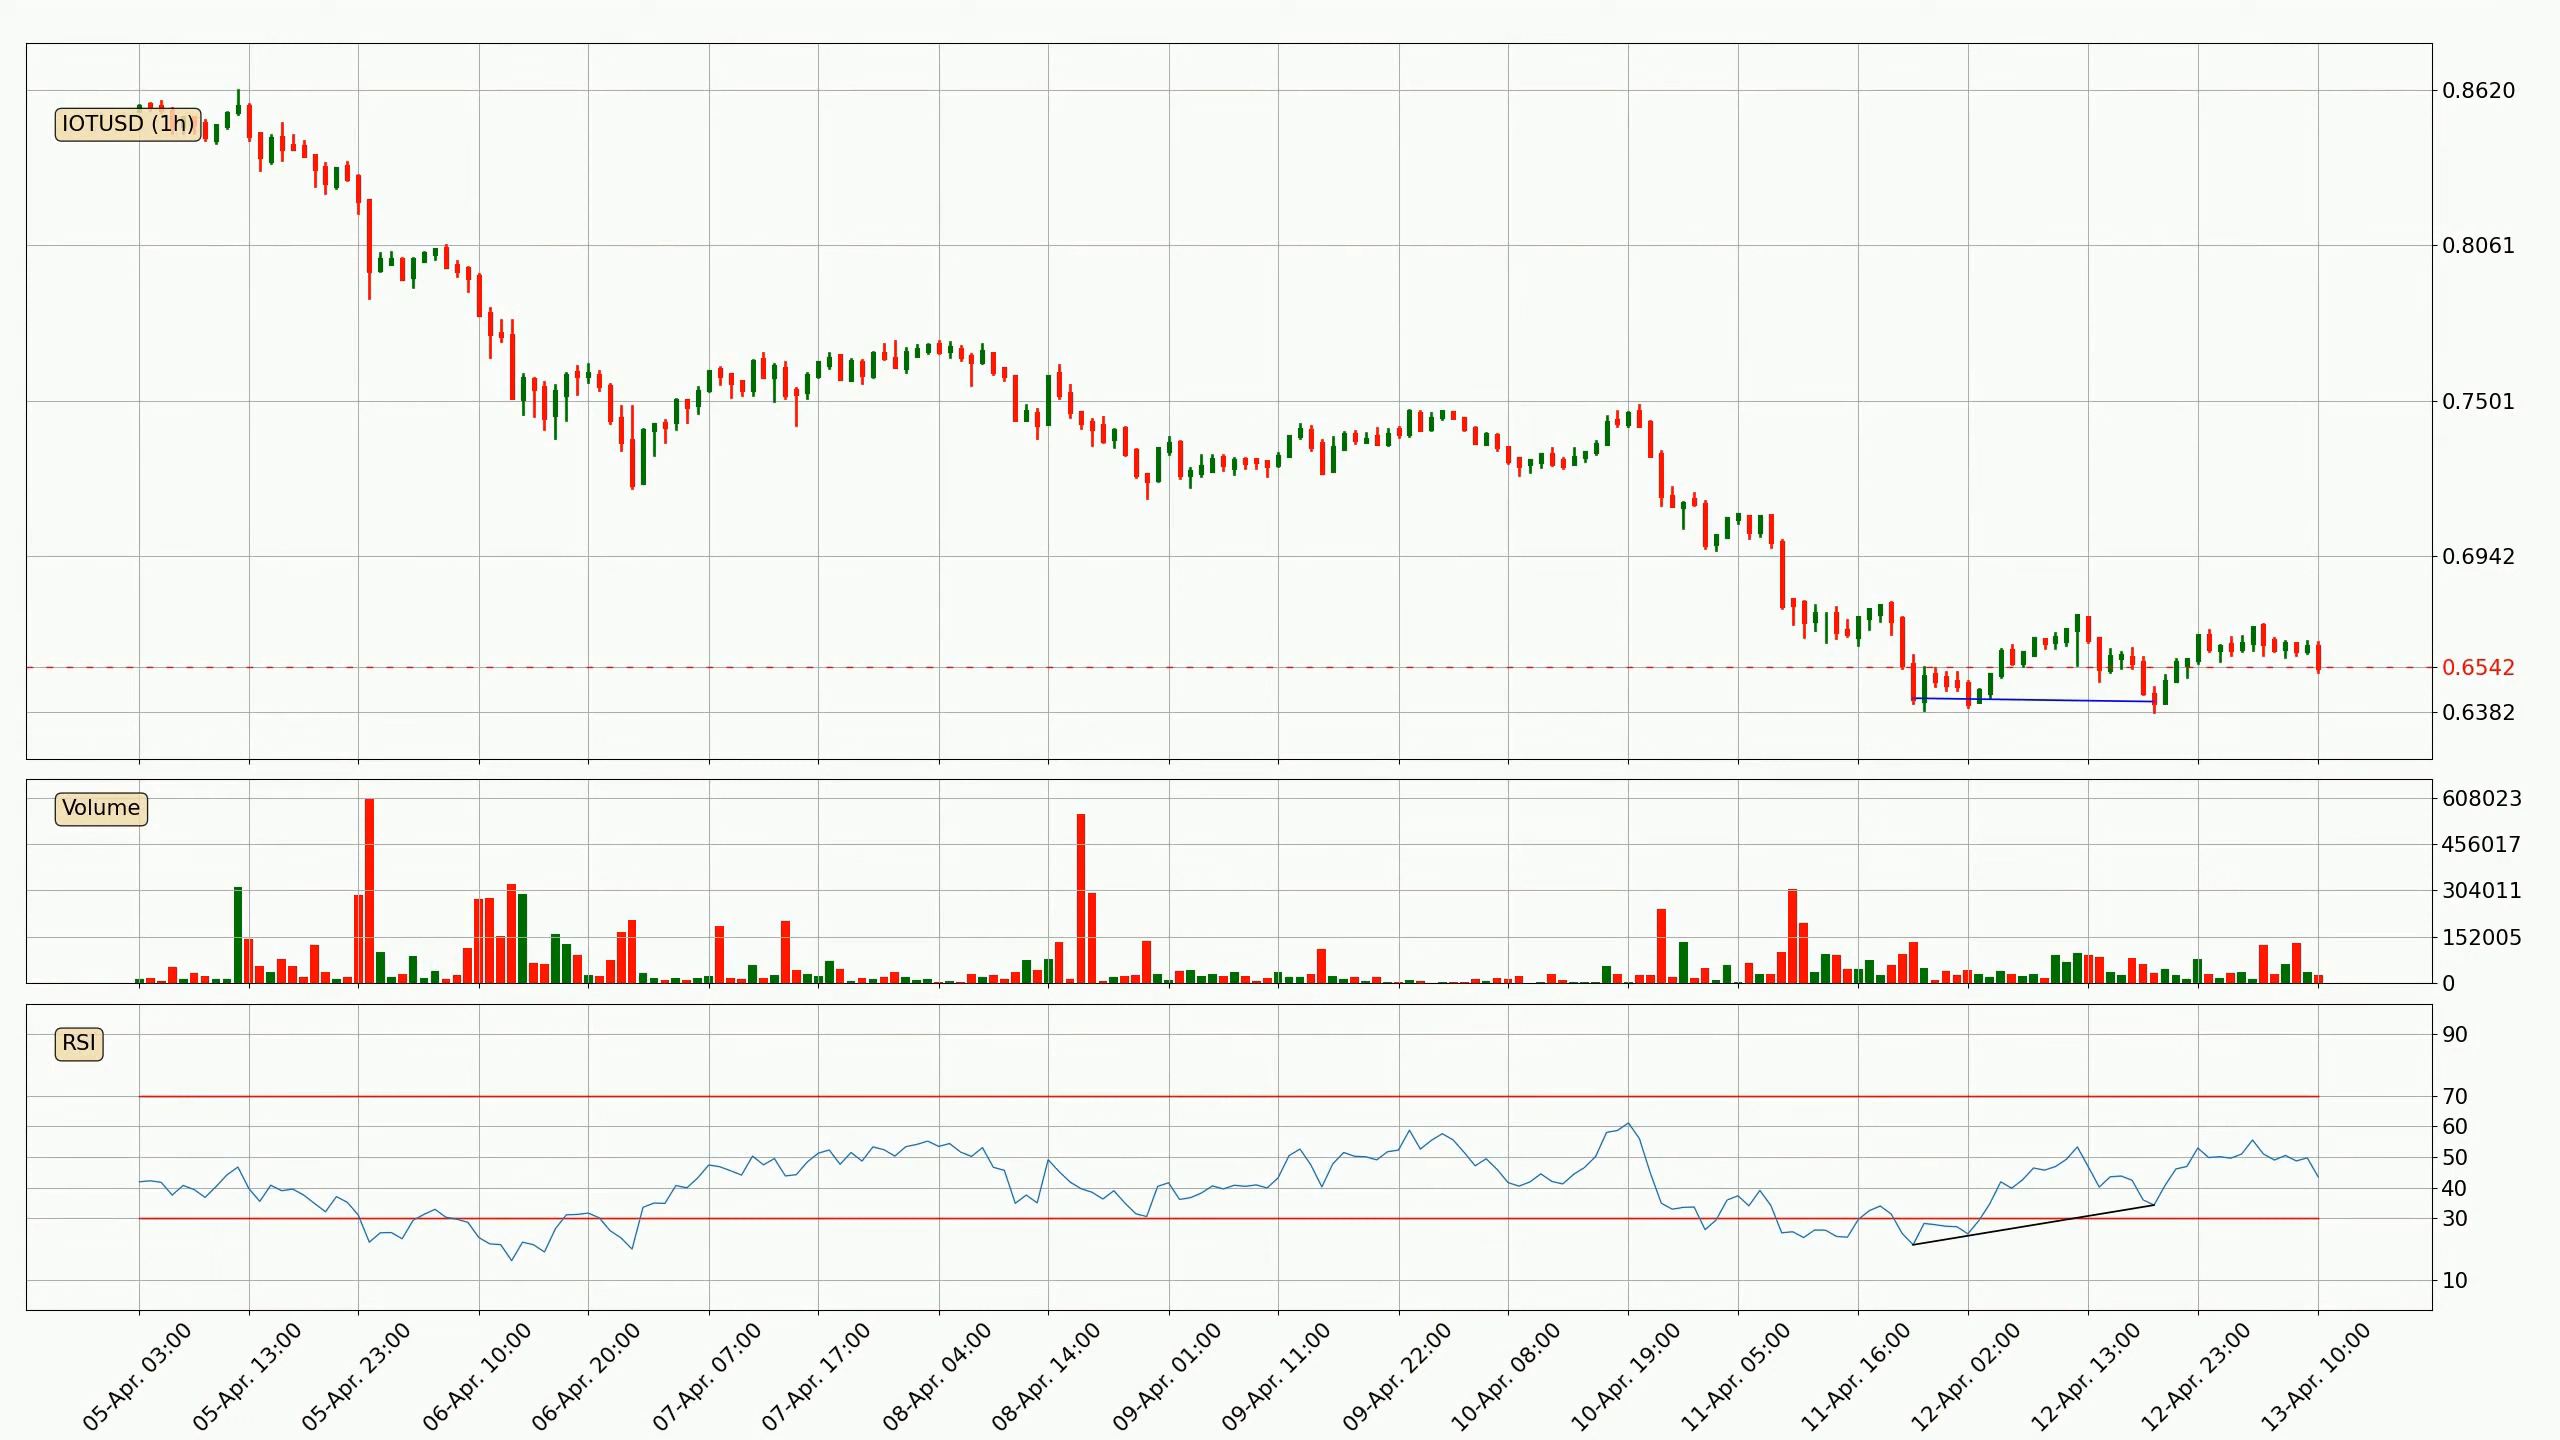 IOTUSD (1h)
0.8620
0.8061
0.7501
0.6942
0.6542
0.6382
Volume
608023
456017
304011
152005
0
RSI
90
70
60
50
40
30
10
05-Apr. 03:00
05-Apr. 13:00
05-Apr. 23:00
06-Apr. 10:00
06-Apr. 20:00
07-Apr. 07:00
07-Apr. 17:00
08-Apr. 04:00
08-Apr. 14:00
09-Apr. 01:00
09-Apr. 11:00
09-Apr. 22:00
10-Apr. 08:00
10-Apr. 19:00
11-Apr. 05:00
11-Apr. 16:00
12-Apr. 02:00
12-Apr. 13:00
12-Apr. 23:00
13-Apr. 10:00